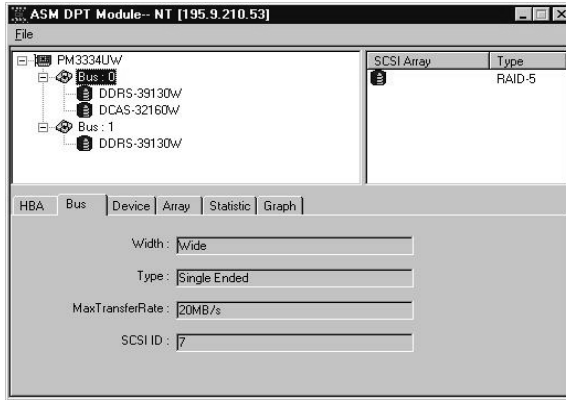 ASM DPT Module-- NT [195.9.210.53]
File
PM3334UW
Bus : 0
DDRS-39130W
DCAS-32160W
Bus : 1
DDRS-39130W
SCSI Array Type
RAID-5
HBA Bus Device Array Statistic Graph
Width : Wide
Type : Single Ended
MaxTransferRate : 20MB/s
SCSI ID : 7